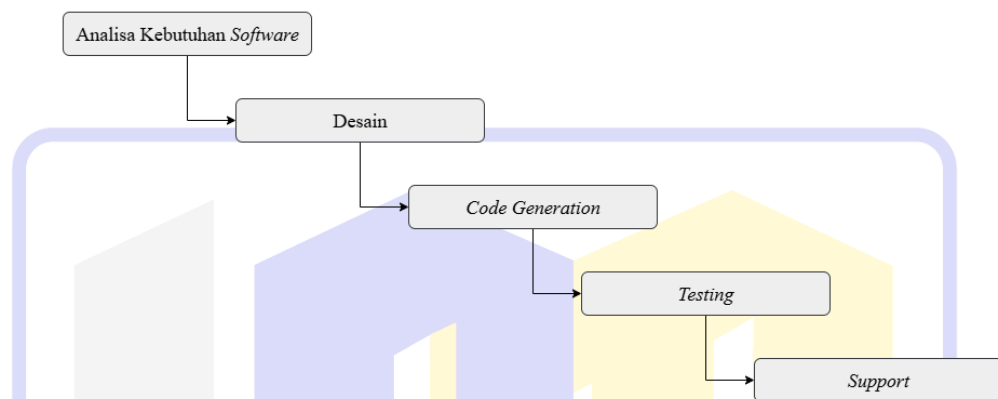 Analisa Kebutuhan Software
Desain
Code Generation
Testing
Support